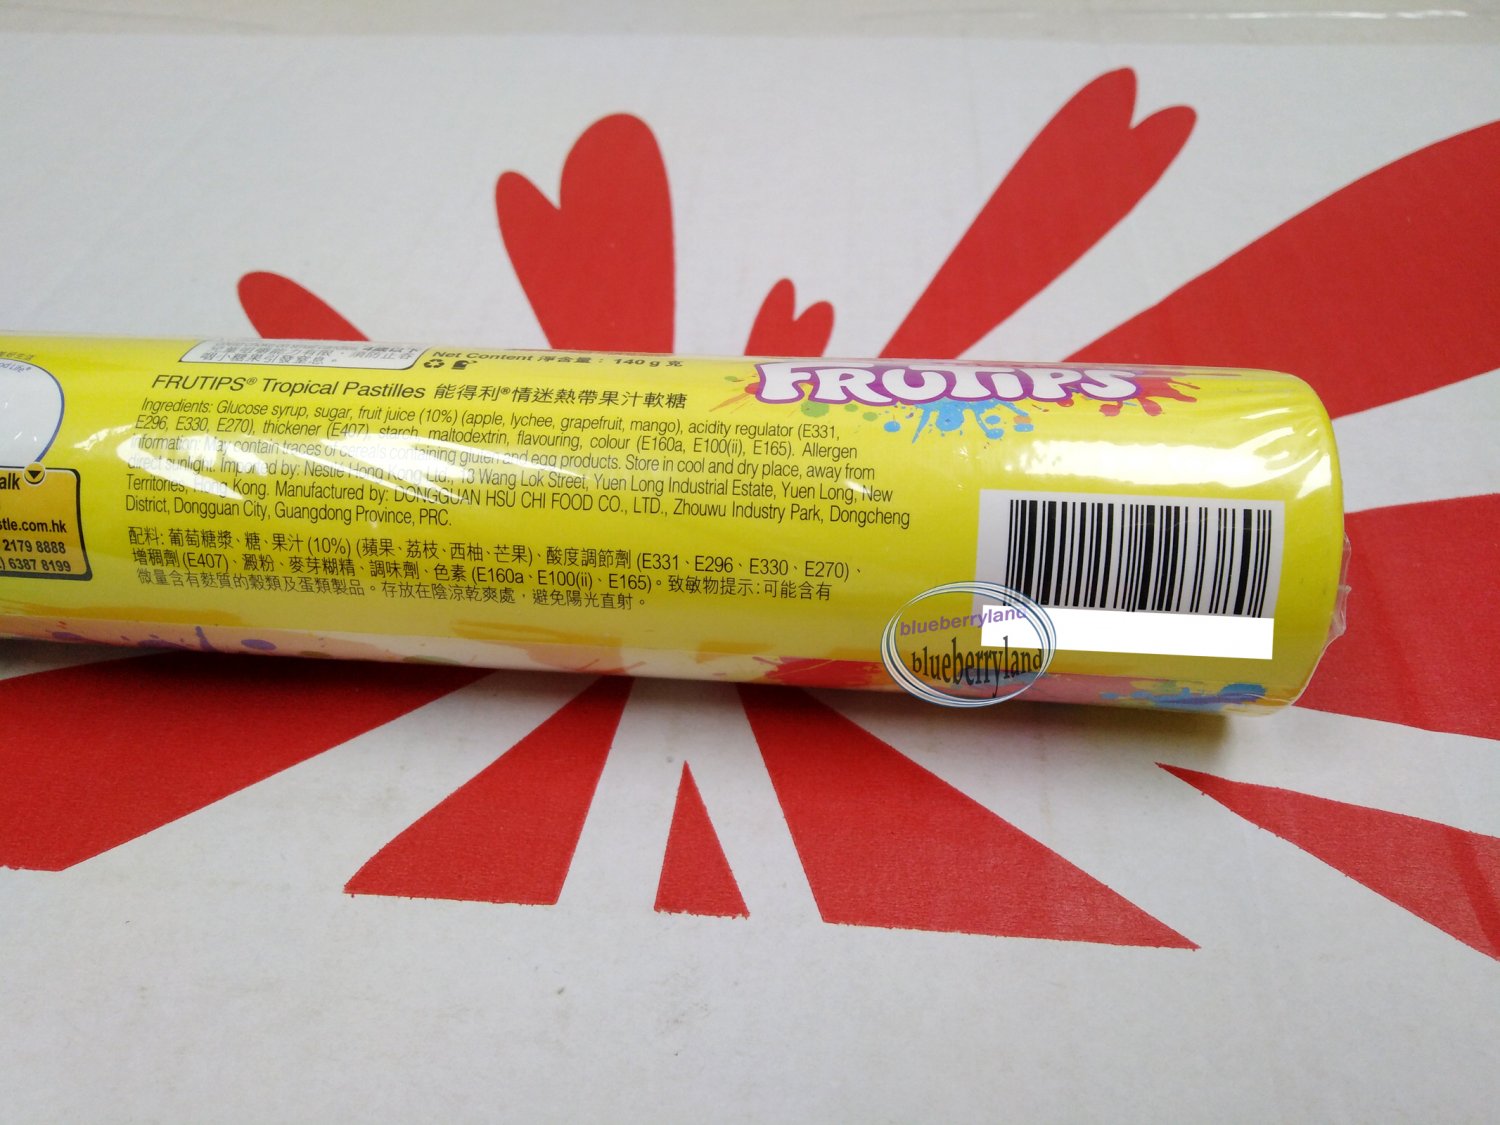 Net Content 淨含量： 140 g 克
FRUTIPS
FRUTIPS® Tropical Pastilles 能得利®情迷熱帶果汁軟糖
Ingredients: Glucose syrup, sugar, fruit juice (10%) (apple, lychee, grapefruit, mango), acidity regulator (E331,
E296, E330, E270), thickener (E407), starch, maltodextrin, flavouring, colour (E160a, E100(ii), E165). Allergen
information: May contain traces of cereals containing gluten and egg products. Store in cool and dry place, away from
direct sunlight. Imported by: Nestlé Hong Kong Ltd., 13 Wang Lok Street, Yuen Long Industrial Estate, Yuen Long, New
Territories, Hong Kong. Manufactured by: DONGGUAN HSU CHI FOOD CO., LTD., Zhouwu Industry Park, Dongcheng
District, Dongguan City, Guangdong Province, PRC.
配料: 葡萄糖漿、糖、果汁 (10%) (蘋果、荔枝、西柚、芒果)、酸度調節劑 (E331、E296、E330、E270)、
增稠劑 (E407)、澱粉、麥芽糊精、調味劑、色素 (E160a、E100(ii)、E165)。致敏物提示: 可能含有
微量含有麩質的穀類及蛋類製品。存放在陰涼乾爽處，避免陽光直射。
alk
stle.com.hk
2179 8888
6387 8199
blueberryland
blueberryland